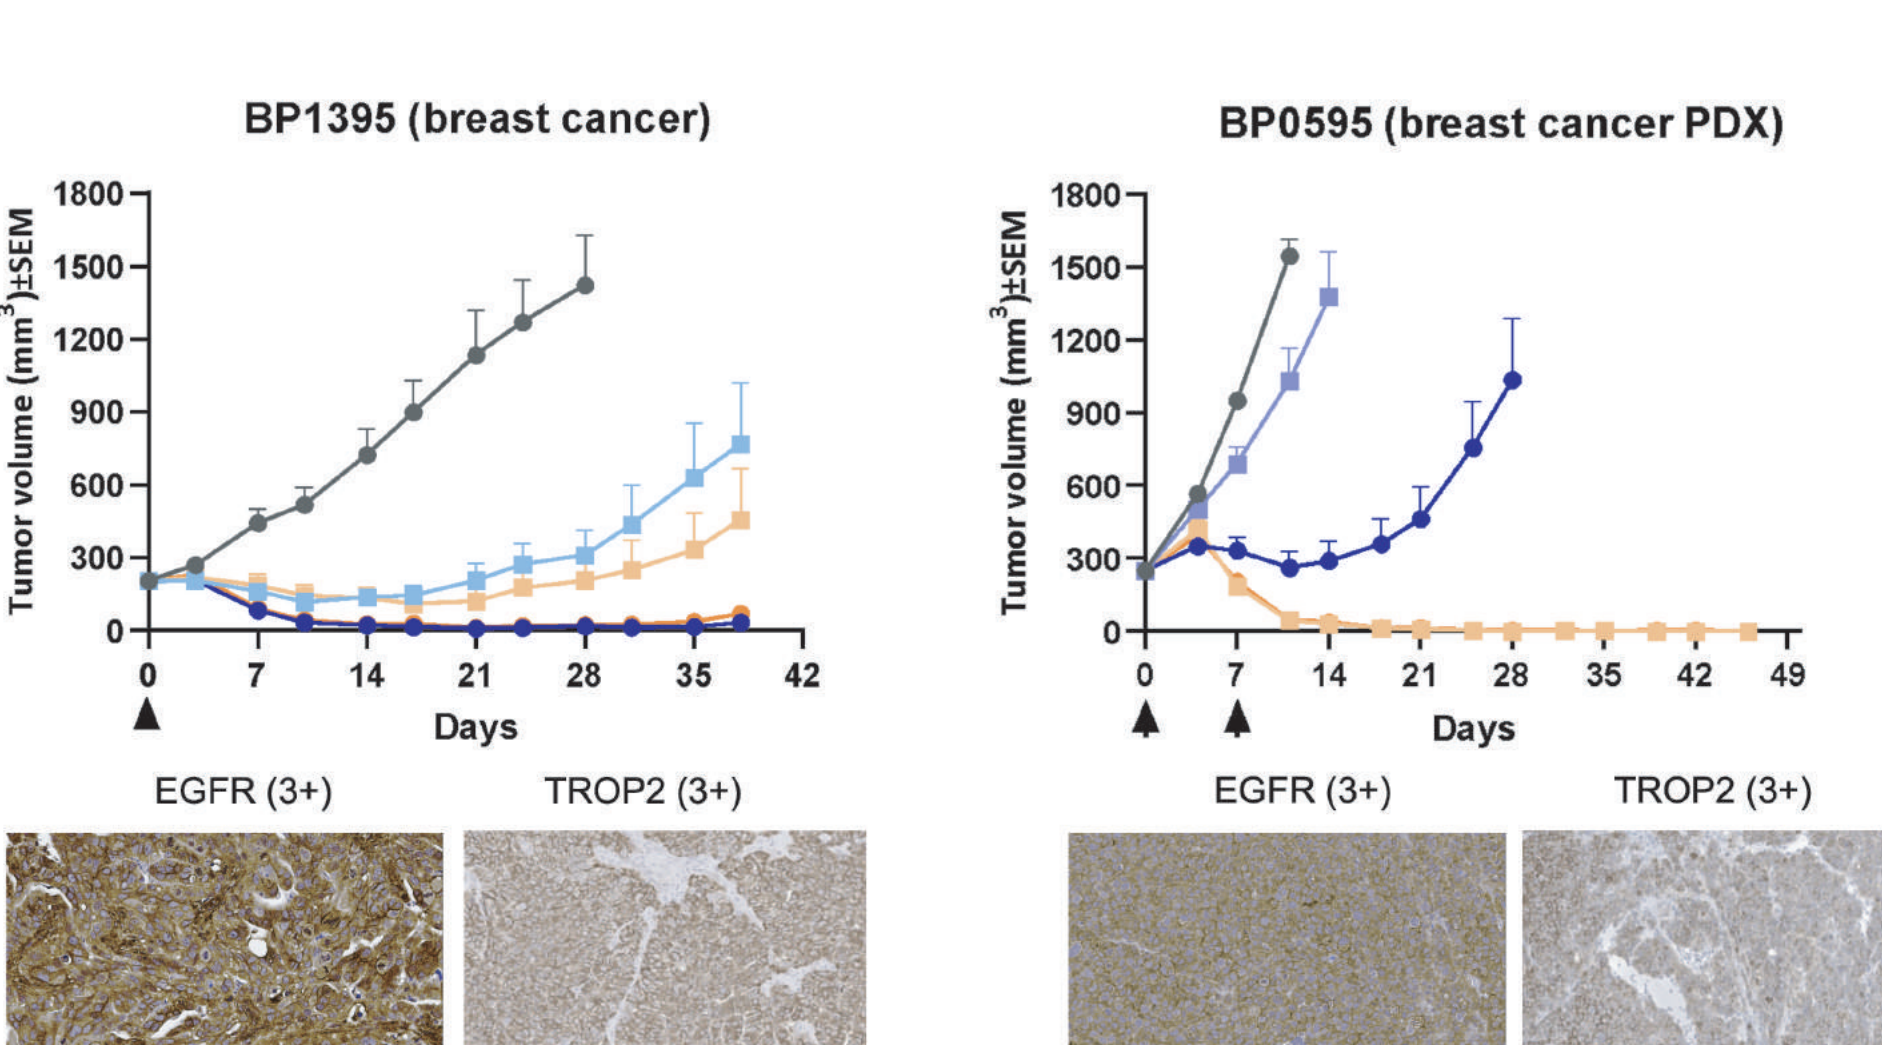 BP1395 (breast cancer)
Tumor volume (mm3)±SEM
1800
1500
1200
900
600
300
0
0 7 14 21 28 35 42
Days
EGFR (3+) TROP2 (3+)
BP0595 (breast cancer PDX)
Tumor volume (mm3)±SEM
1800
1500
1200
900
600
300
0
0 7 14 21 28 35 42 49
Days
EGFR (3+) TROP2 (3+)